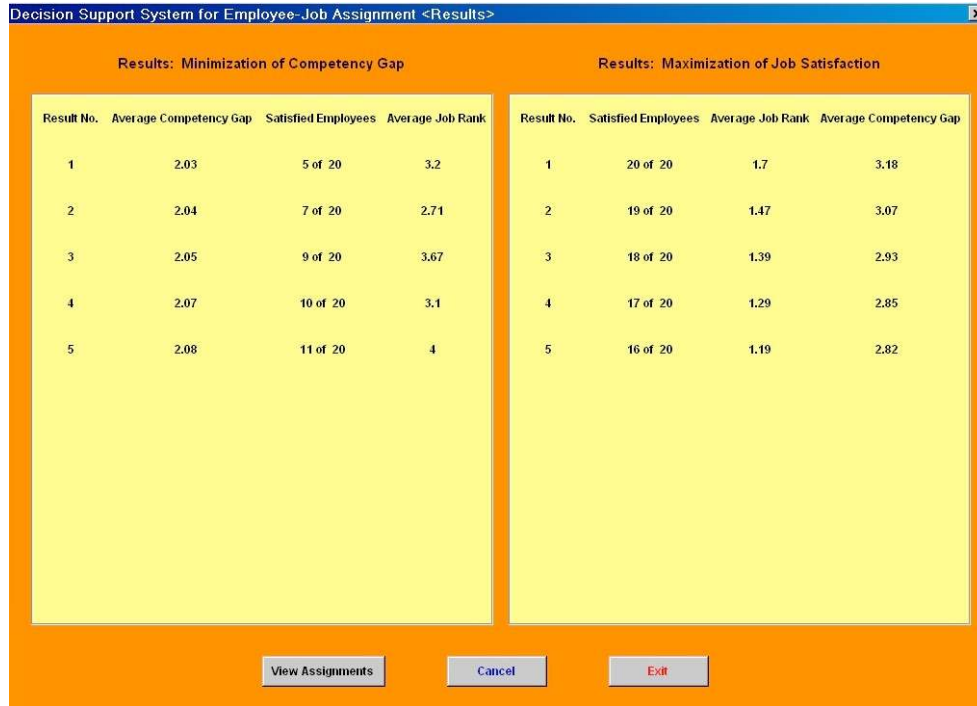 Decision Support System for Employee-Job Assignment <Results>
Results: Minimization of Competency Gap
Result No. Average Competency Gap Satisfied Employees Average Job Rank
1 2.03 5 of 20 3.2
2 2.04 7 of 20 2.71
3 2.05 9 of 20 3.67
4 2.07 10 of 20 3.1
5 2.08 11 of 20 4
Results: Maximization of Job Satisfaction
Result No. Satisfied Employees Average Job Rank Average Competency Gap
1 20 of 20 1.7 3.18
2 19 of 20 1.47 3.07
3 18 of 20 1.39 2.93
4 17 of 20 1.29 2.85
5 16 of 20 1.19 2.82
View Assignments Cancel Exit